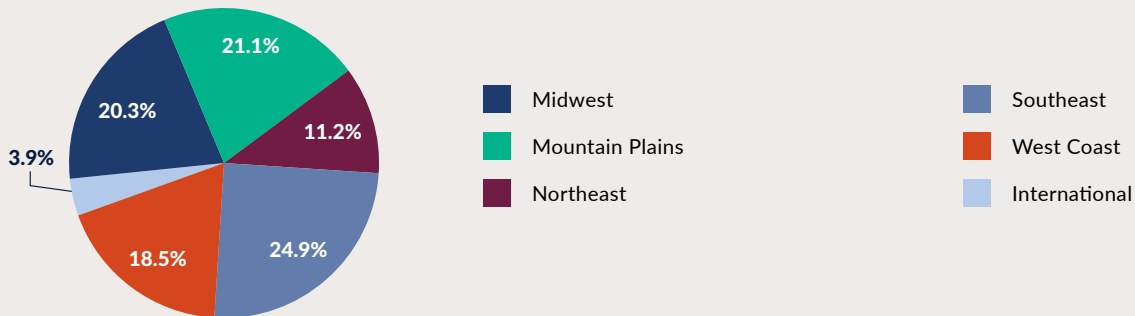 21.1%
20.3%
11.2%
3.9%
24.9%
18.5%
Midwest
Mountain Plains
Northeast
Southeast
West Coast
International